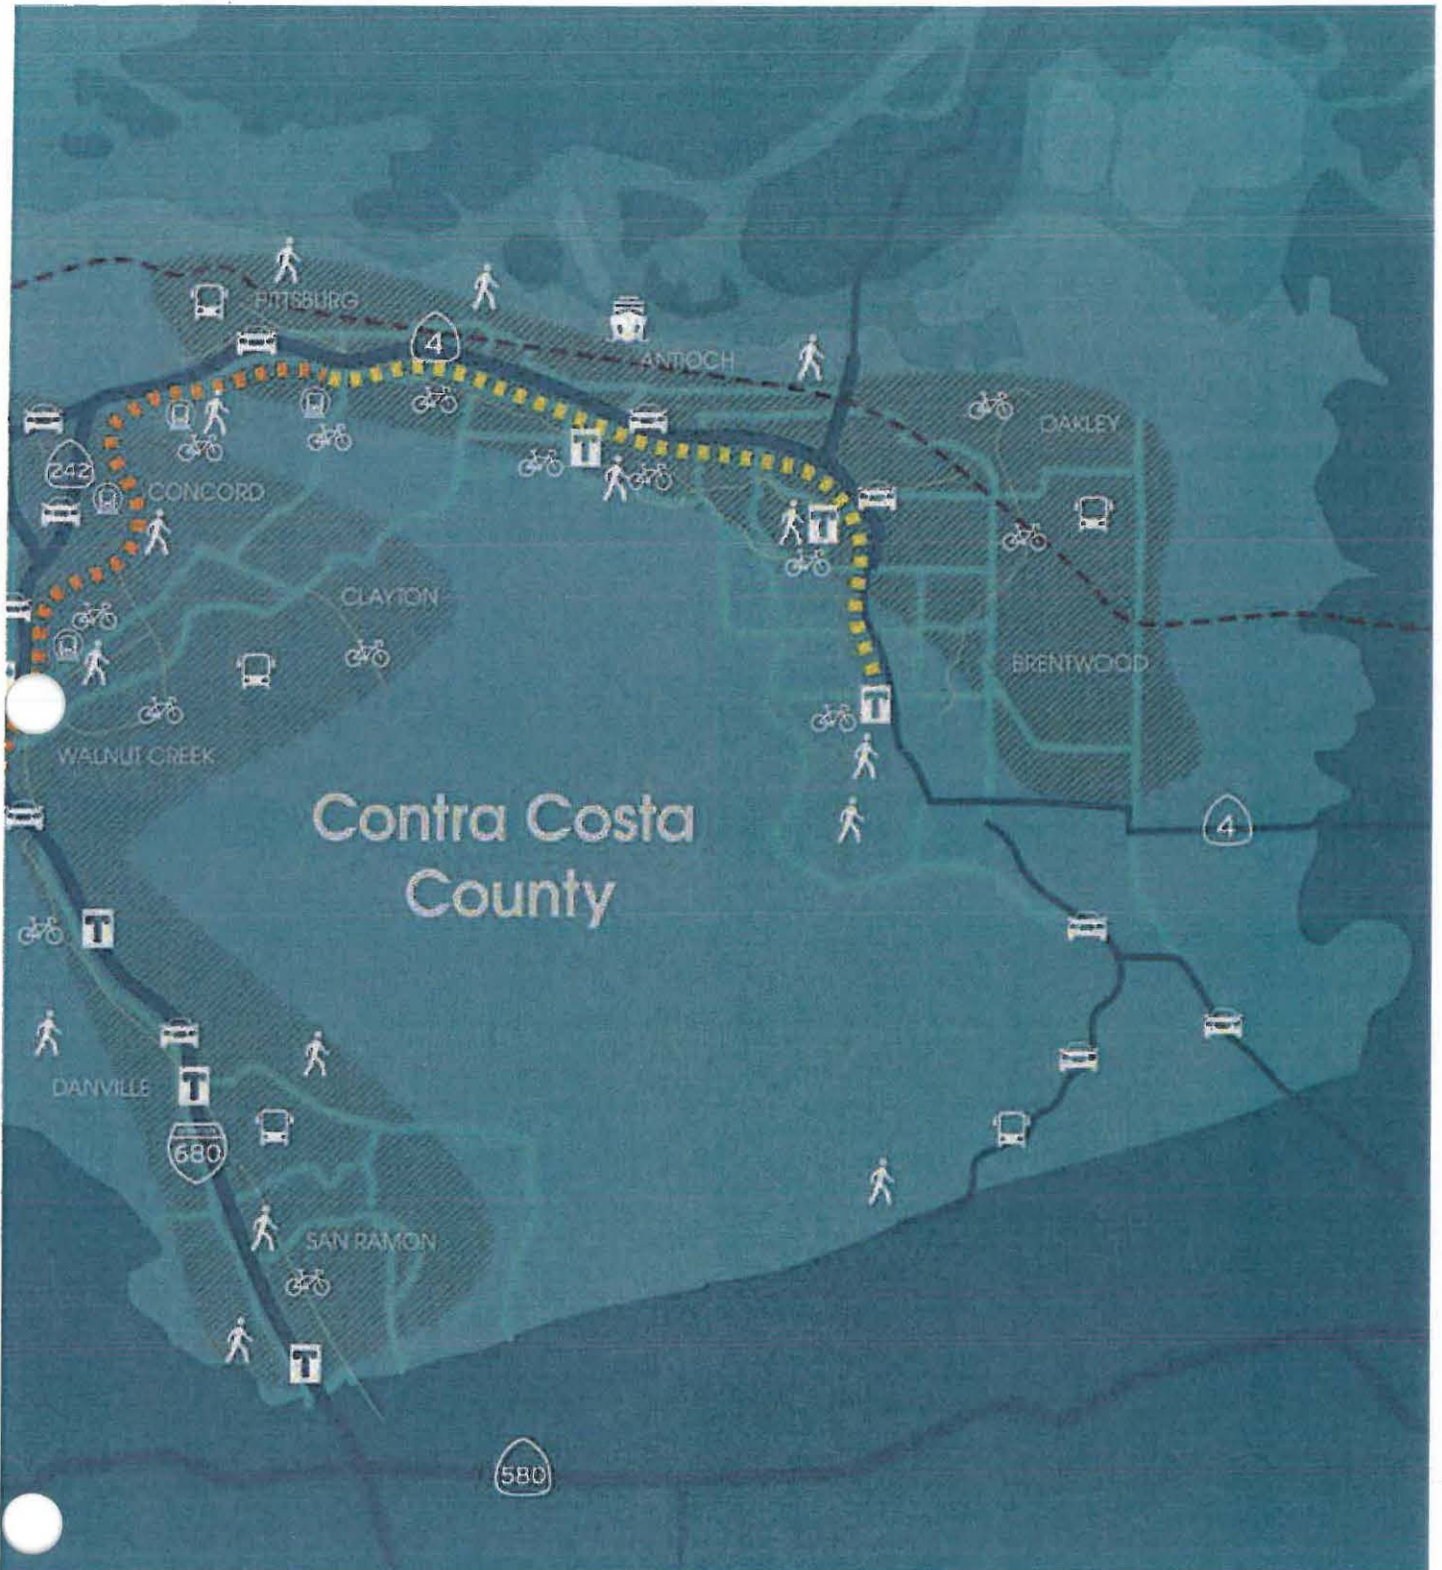 PITTSBURG
4
ANTIOCH
OAKLEY
242
CONCORD
CLAYTON
BRENTWOOD
WALNUT CREEK
Contra Costa
County
4
DANVILLE
680
SAN RAMON
580
T
T
T
T
T
T